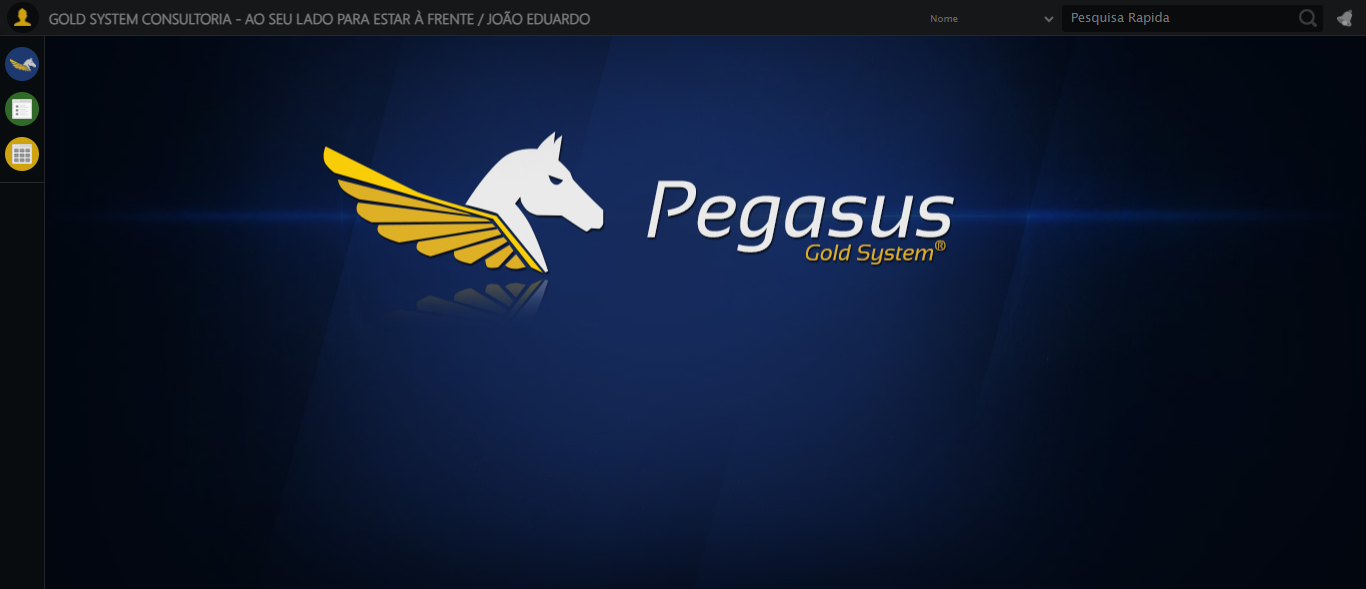 GOLD SYSTEM CONSULTORIA - AO SEU LADO PARA ESTAR À FRENTE / JOÃO EDUARDO
Nome
Pesquisa Rapida
Pegasus
Gold System®